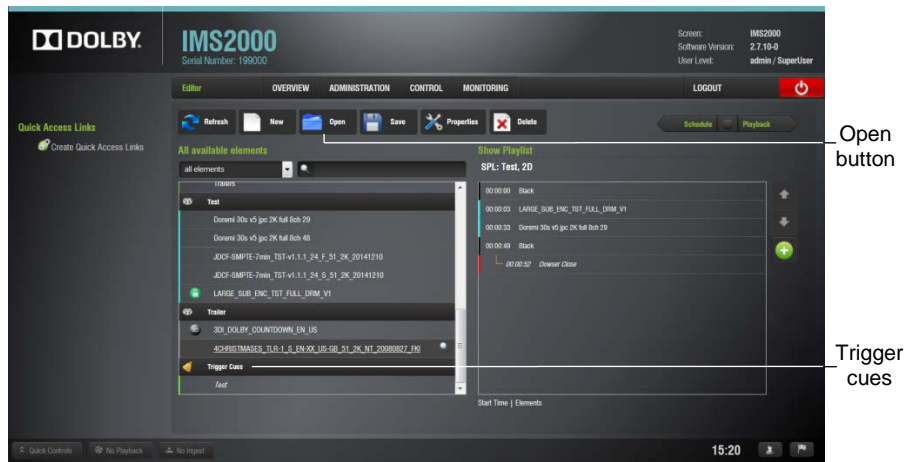 DOLBY.
IMS2000
Serial Number: 199000
Screen: IMS2000
Software Version: 2.7.10-0
User Level: admin / SuperUser
Editor OVERVIEW ADMINISTRATION CONTROL MONITORING LOGOUT
Quick Access Links
Create Quick Access Links
Refresh New Open Save Properties Delete Schedule Playback
Open button
All available elements
all elements
Trailers
Test
Doremi 30s v5 jpc 2K full 8ch 29
Doremi 30s v5 jpc 2K full 8ch 48
JDCF-SMPTE-7min_TST-v1.1.1_24_F_51_2K_20141210
JDCF-SMPTE-7min_TST-v1.1.1_24_S_51_2K_20141210
LARGE_SUB_ENC_TST_FULL_DRM_V1
Trailer
3DI_DOLBY_COUNTDOWN_EN_US
4CHRISTMASES_TLR-1_S_EN-XX_US-GB_51_2K_NT_20080827_FKI
Trigger Cues
Test
Show Playlist
SPL: Test, 2D
00:00:00 Black
00:00:03 LARGE_SUB_ENC_TST_FULL_DRM_V1
00:00:33 Doremi 30s v5 jpc 2K full 8ch 29
00:00:49 Black
00:00:52 Dowser Close
Trigger cues
Start Time | Elements
Quick Controls No Playback No Ingest 15:20